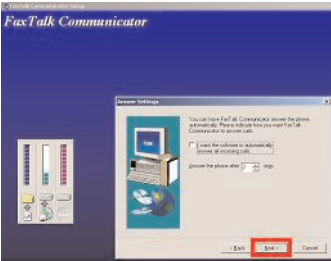 FaxTalk Communicator Setup
FaxTalk Communicator
Answer Settings
You can have FaxTalk Communicator answer the phone
automatically. Please indicate how you want FaxTalk
Communicator to answer calls.
I want the software to automatically
answer all incoming calls.
Answer the phone after
rings
< Back
Next >
Cancel